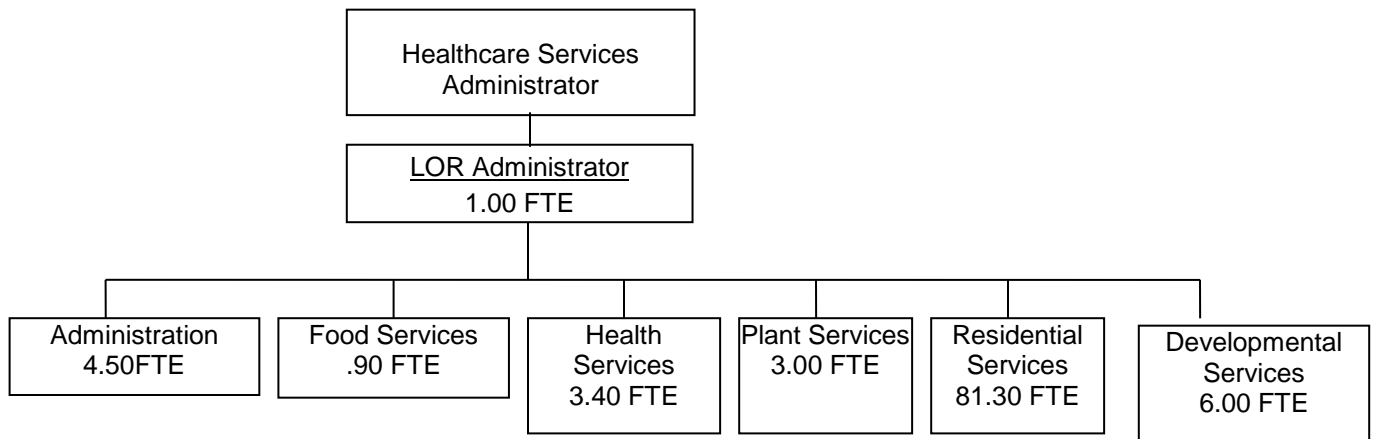 Healthcare Services
Administrator
LOR Administrator
1.00 FTE
Administration
4.50FTE
Food Services
.90 FTE
Health
Services
3.40 FTE
Plant Services
3.00 FTE
Residential
Services
81.30 FTE
Developmental
Services
6.00 FTE